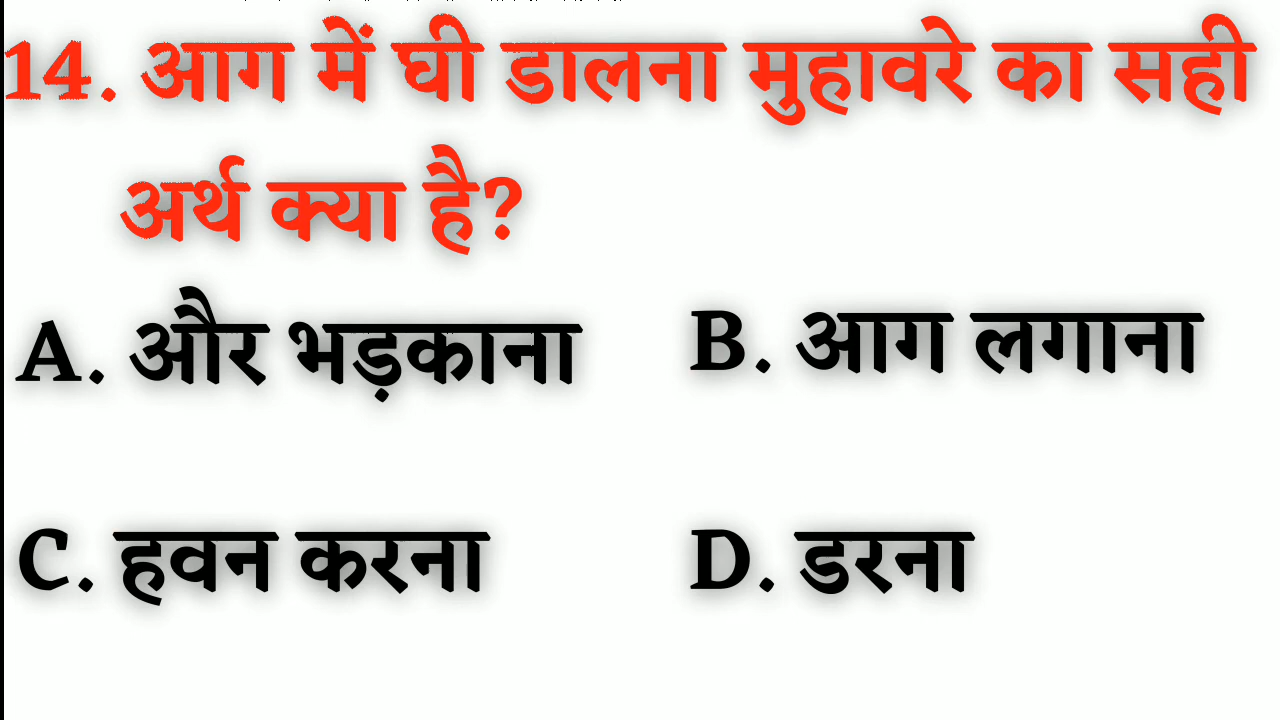 14. आग में घी डालना मुहावरे का सही
अर्थ क्या है?
A. और भड़काना
B. आग लगाना
C. हवन करना
D. डरना